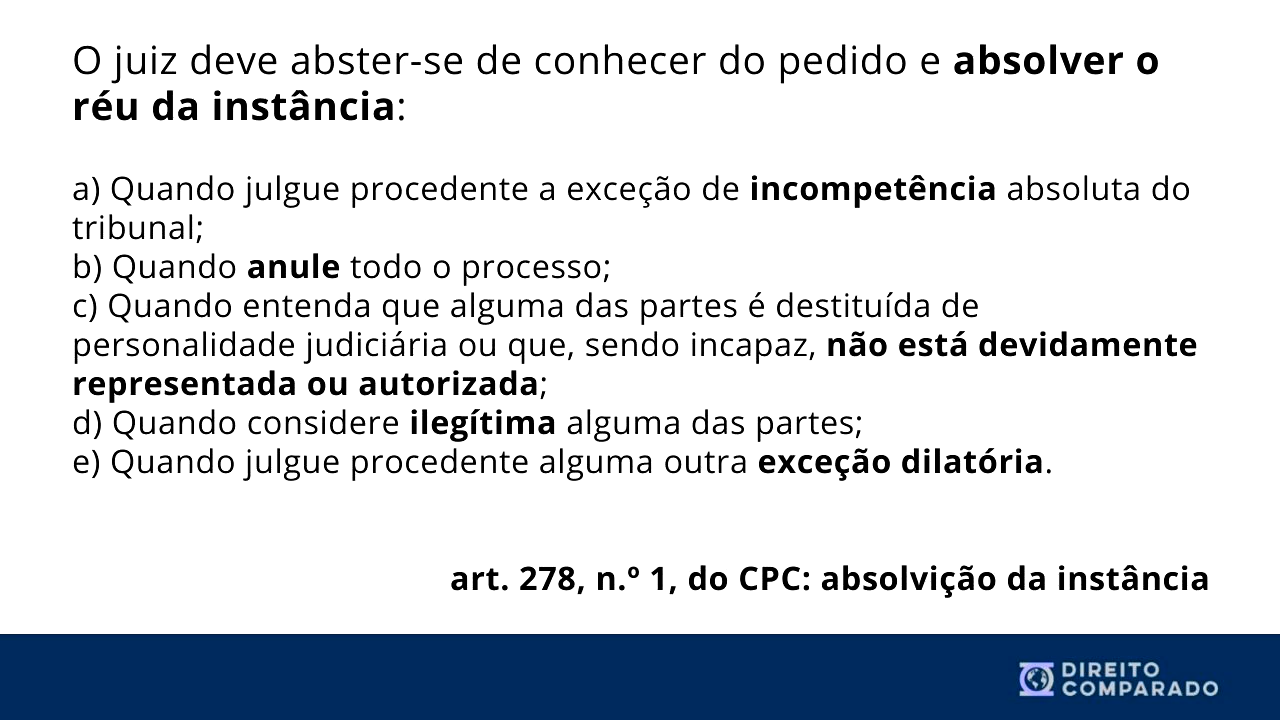 O juiz deve abster-se de conhecer do pedido e absolver o
réu da instância:
a) Quando julgue procedente a exceção de incompetência absoluta do
tribunal;
b) Quando anule todo o processo;
c) Quando entenda que alguma das partes é destituída de
personalidade judiciária ou que, sendo incapaz, não está devidamente
representada ou autorizada;
d) Quando considere ilegítima alguma das partes;
e) Quando julgue procedente alguma outra exceção dilatória.
art. 278, n.º 1, do CPC: absolvição da instância
DIREITO
COMPARADO